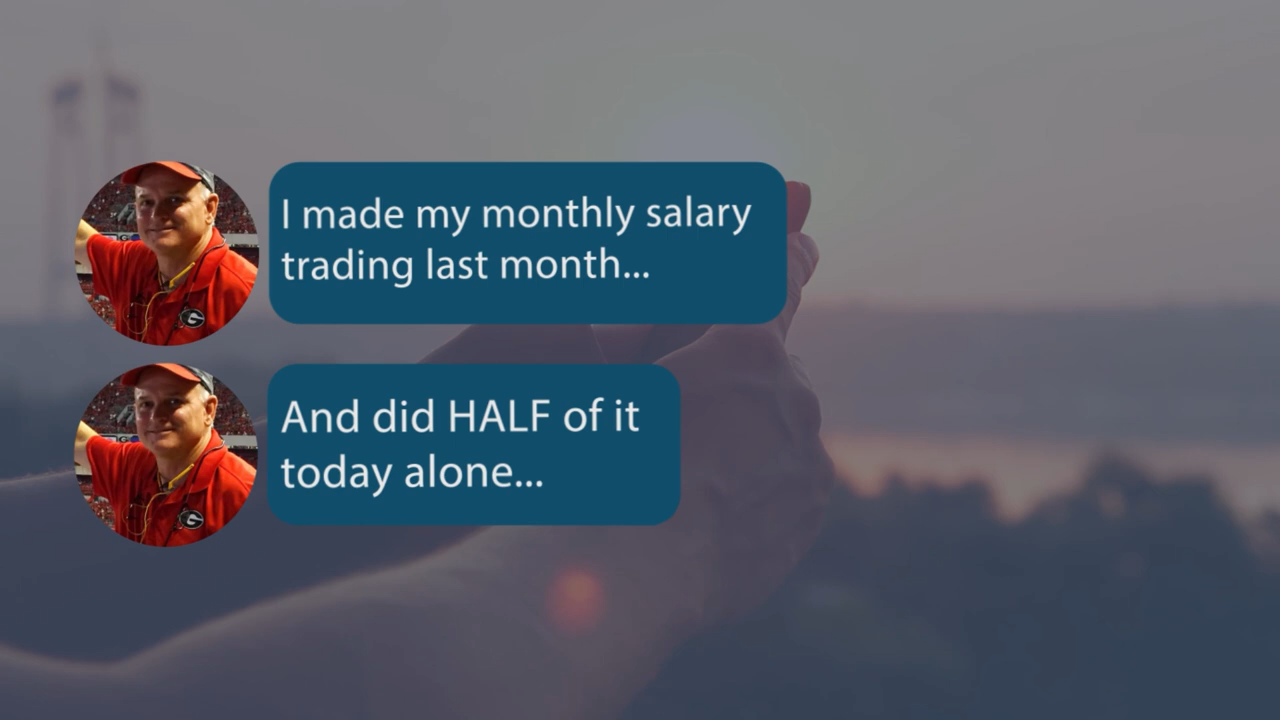 I made my monthly salary
trading last month...
And did HALF of it
today alone...